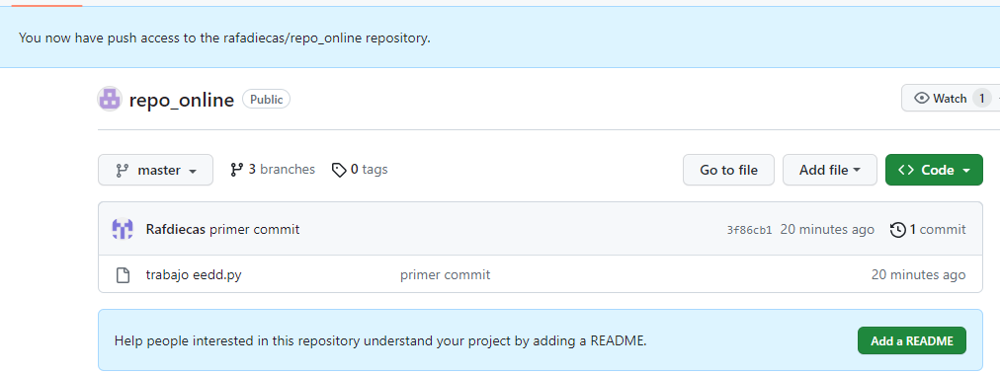 You now have push access to the rafadiecas/repo_online repository.
repo_online Public Watch 1
master 3 branches 0 tags Go to file Add file <> Code
Rafdiecas primer commit 3f86cb1 20 minutes ago 1 commit
trabajo eedd.py primer commit 20 minutes ago
Help people interested in this repository understand your project by adding a README. Add a README